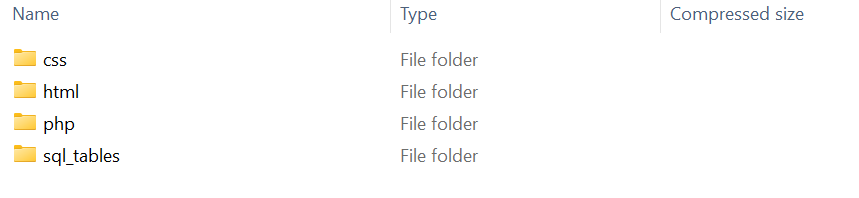 Name Type Compressed size
css File folder
html File folder
php File folder
sql_tables File folder